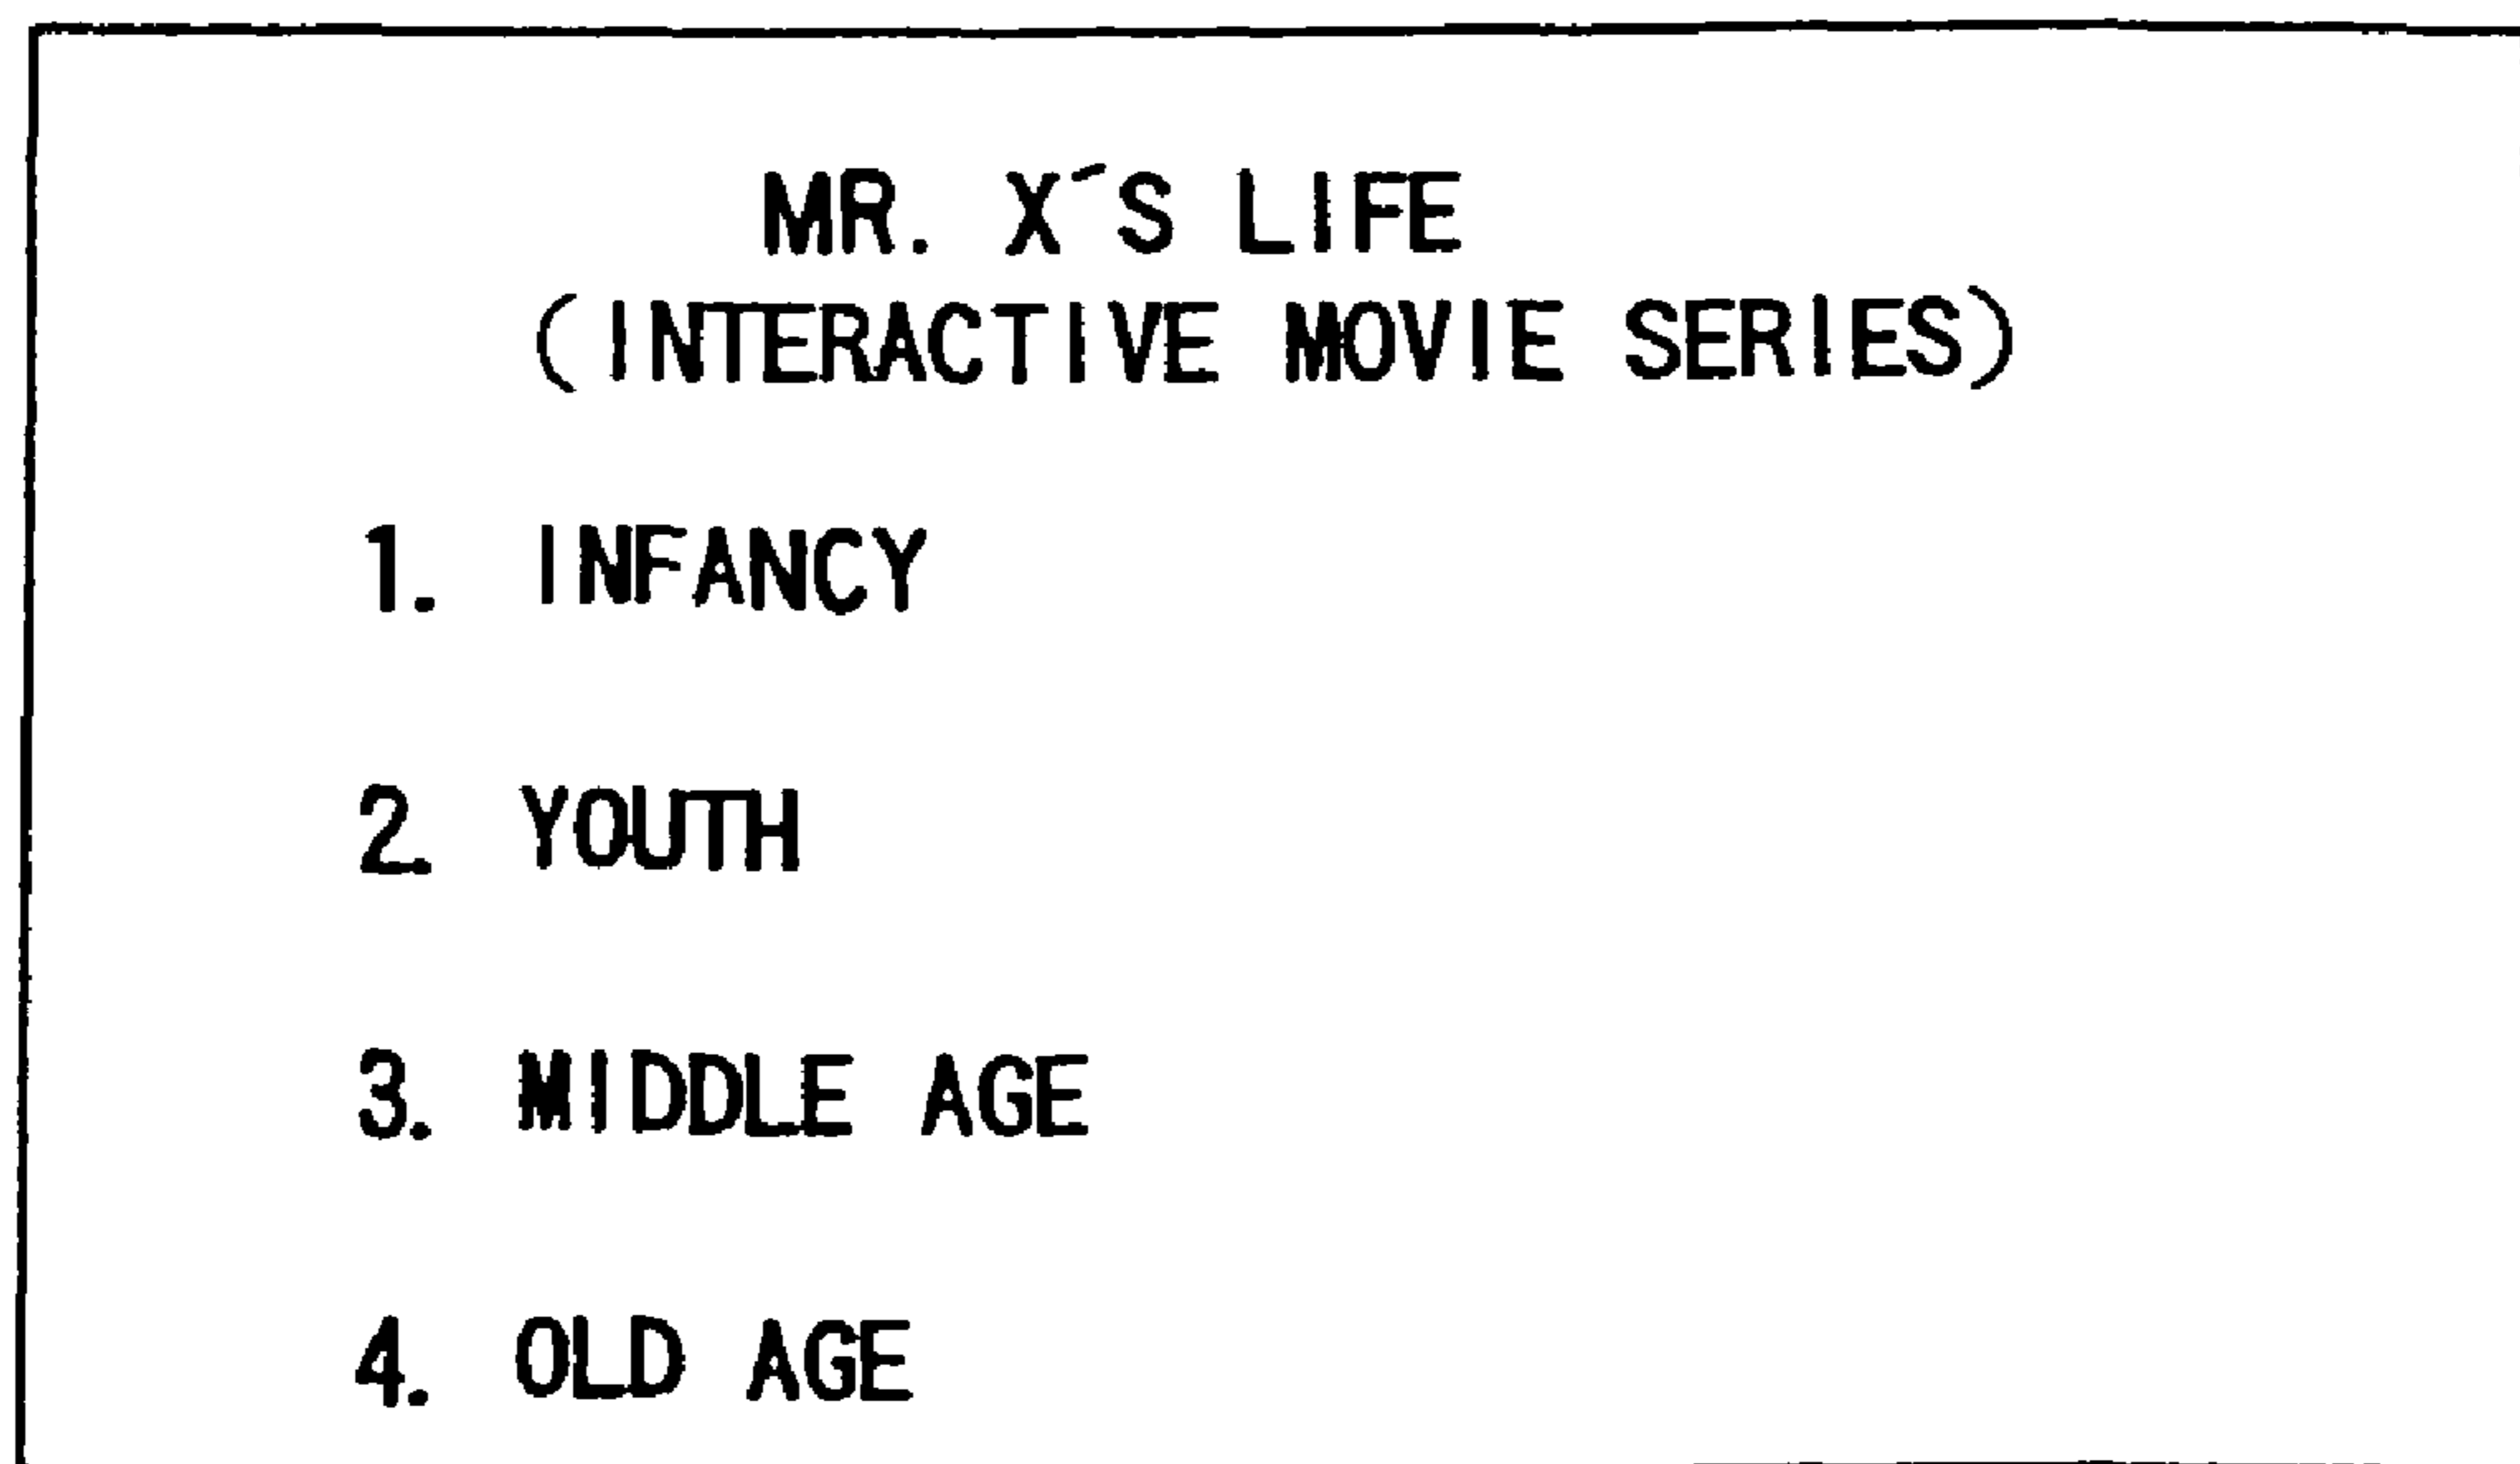 MR. X´S LIFE
(INTERACTIVE MOVIE SERIES)
1. INFANCY
2. YOUTH
3. MIDDLE AGE
4. OLD AGE